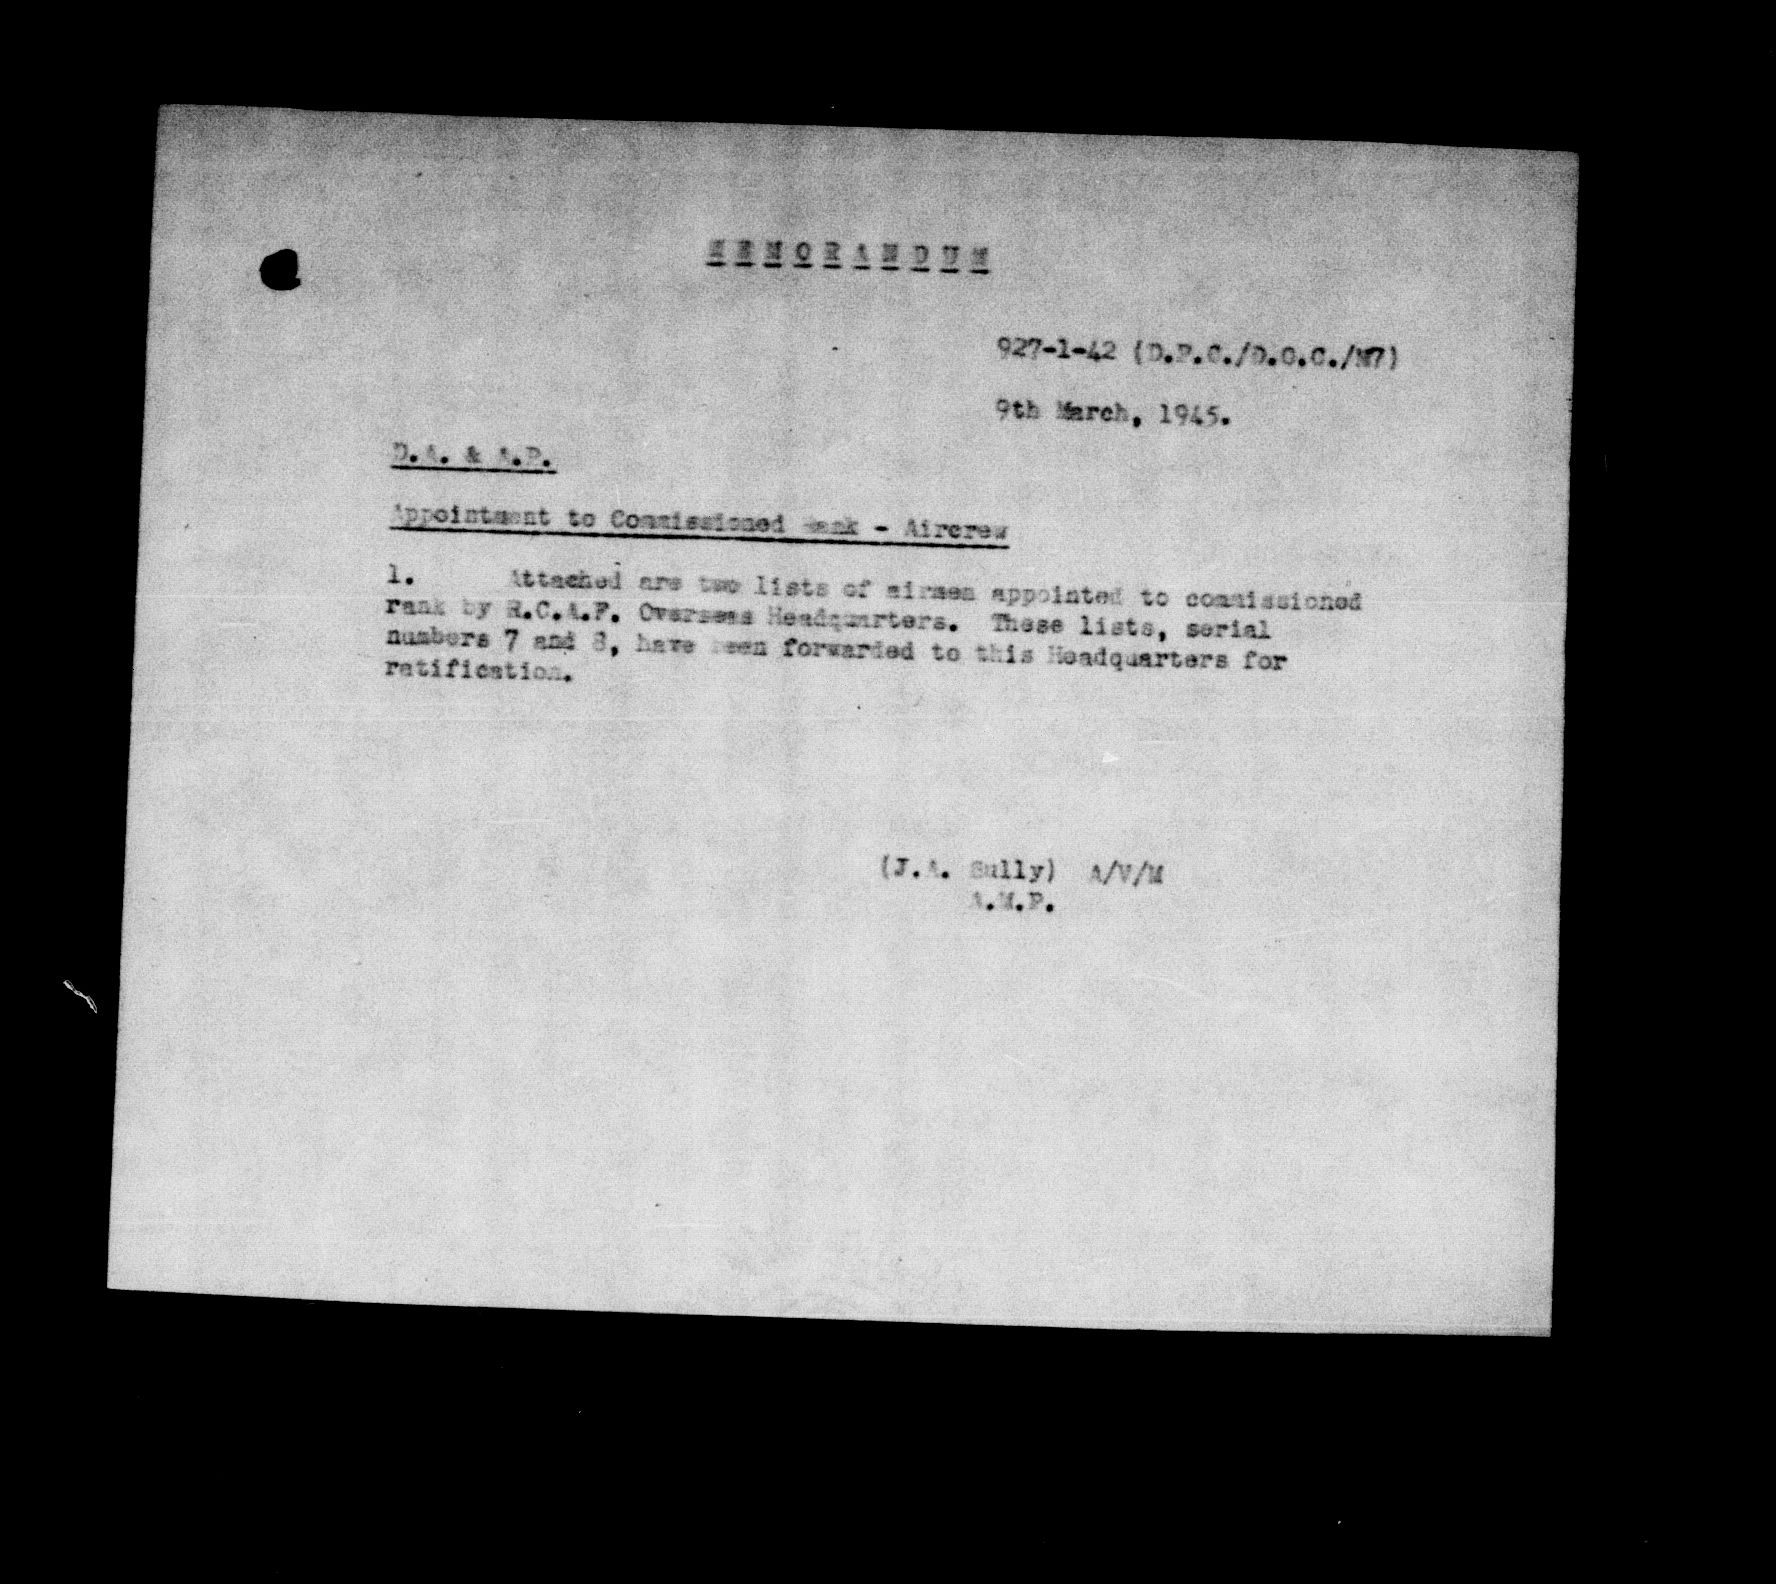 M E M O R A N D U M
927-1-42 (D.P.C./D.O.C./M7)
9th March, 1945.
D.A. & A.P.
Appointment to Commissioned Rank - Aircrew
1. Attached are two lists of airmen appointed to commissioned
rank by R.C.A.F. Overseas Headquarters. These lists, serial
numbers 7 and 8, have been forwarded to this Headquarters for
ratification.
(J.A. Sully) A/V/M
A.M.P.